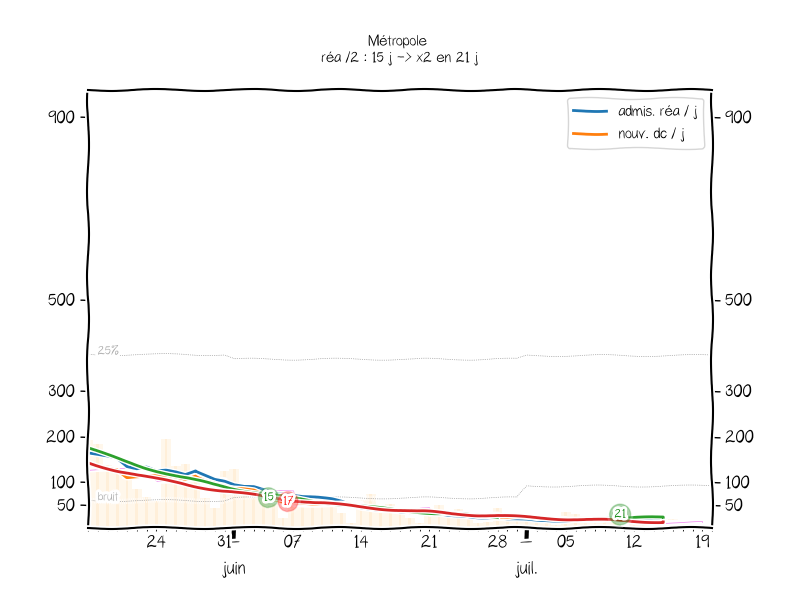 Métropole
réa /2 : 15 j -> x2 en 21 j
admis. réa / j
nouv. dc / j
900 900
500 500
300 300
200 200
100 100
50 50
25%
bruit
15 17 21
24 31 07 14 21 28 05 12 19
juin juil.